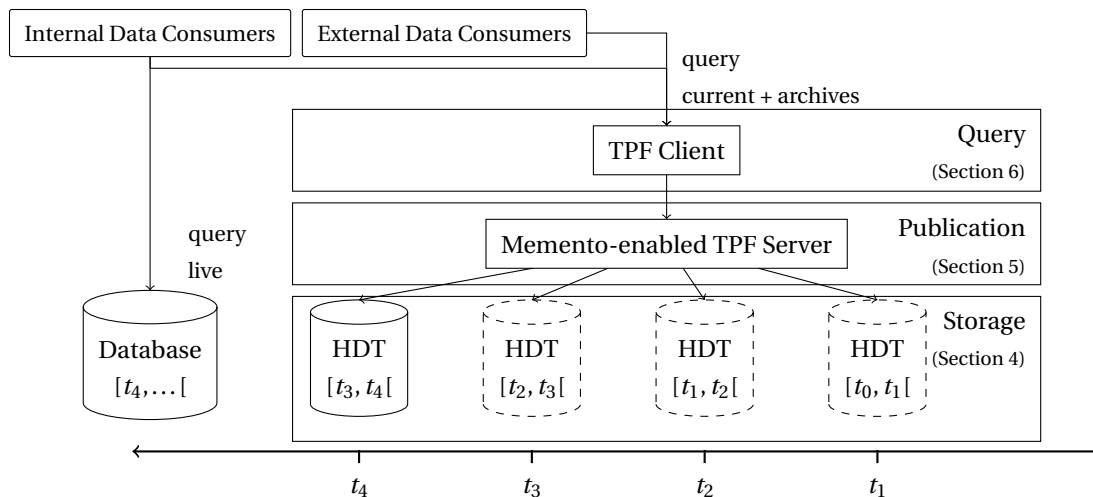 Internal Data Consumers
External Data Consumers
query
current + archives
Query
TPF Client
(Section 6)
Publication
Memento-enabled TPF Server
(Section 5)
query
live
Storage
(Section 4)
Database
[t4,...[
HDT
[t3, t4[
HDT
[t2, t3[
HDT
[t1, t2[
HDT
[t0, t1[
t4
t3
t2
t1